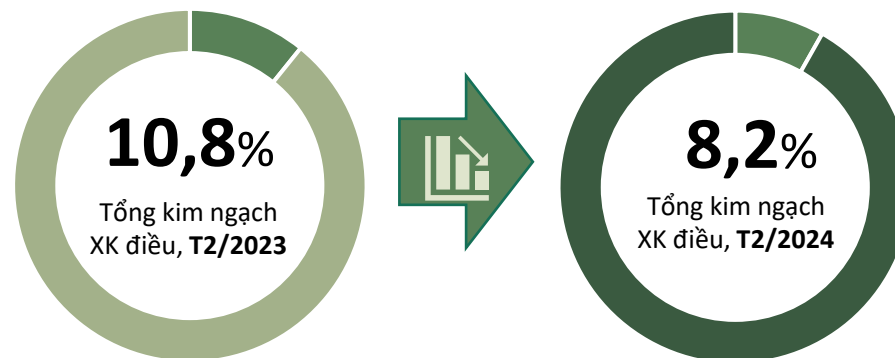 10,8%
Tổng kim ngạch
XK điều, T2/2023
8,2%
Tổng kim ngạch
XK điều, T2/2024